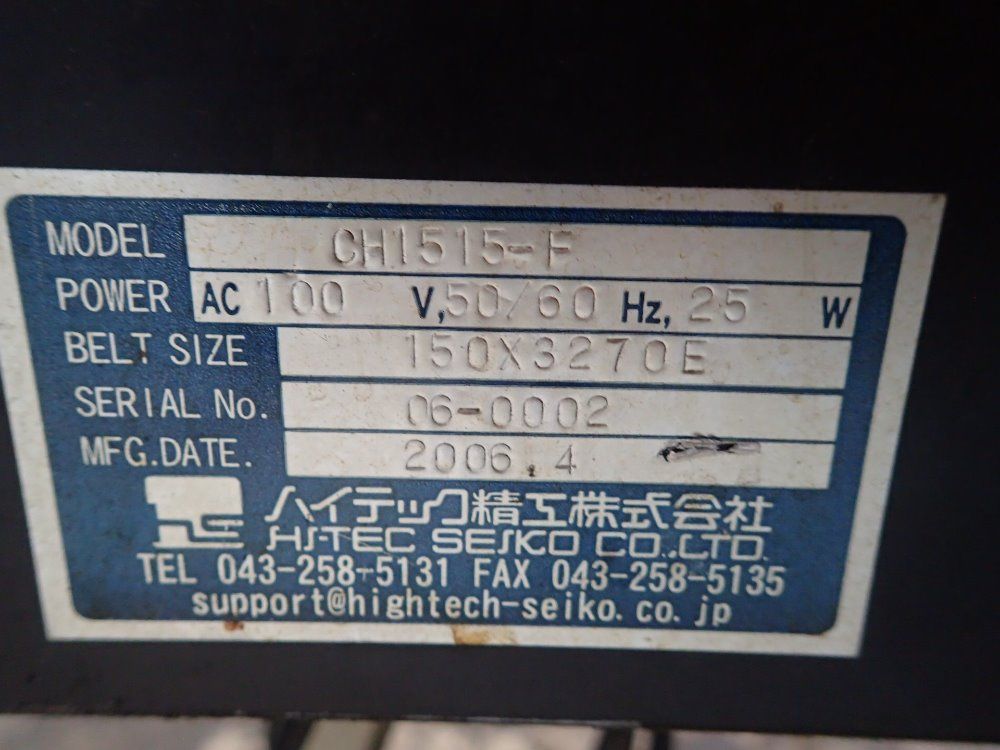 MODEL CH1515-F
POWER AC 100 V, 50/60 Hz, 25 W
BELT SIZE 150X3270E
SERIAL No. 06-0002
MFG.DATE. 2006.4
ハイテック精工株式会社
HI-TEC SEIKO CO.,LTD.
TEL 043-258-5131 FAX 043-258-5135
support@hightech-seiko.co.jp